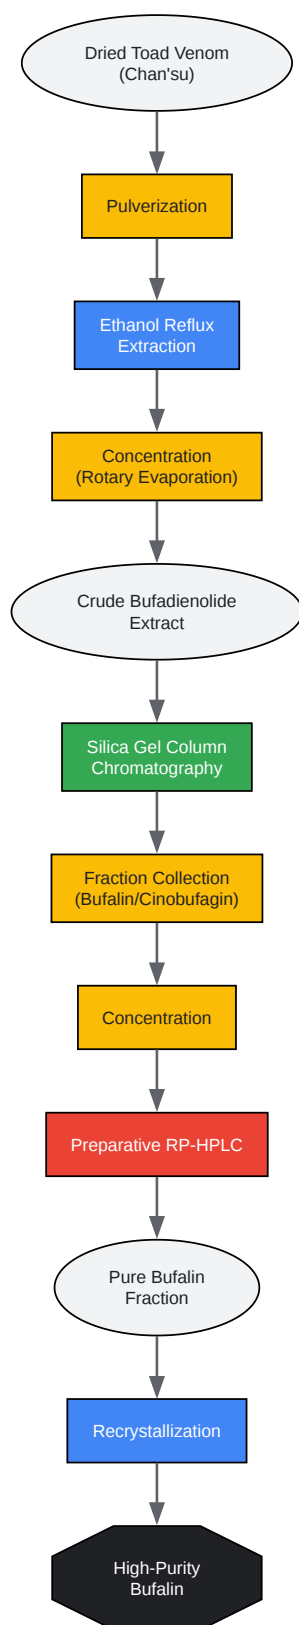 Dried Toad Venom
(Chan'su)
Pulverization
Ethanol Reflux
Extraction
Concentration
(Rotary Evaporation)
Crude Bufadienolide
Extract
Silica Gel Column
Chromatography
Fraction Collection
(Bufalin/Cinobufagin)
Concentration
Preparative RP-HPLC
Pure Bufalin
Fraction
Recrystallization
High-Purity
Bufalin